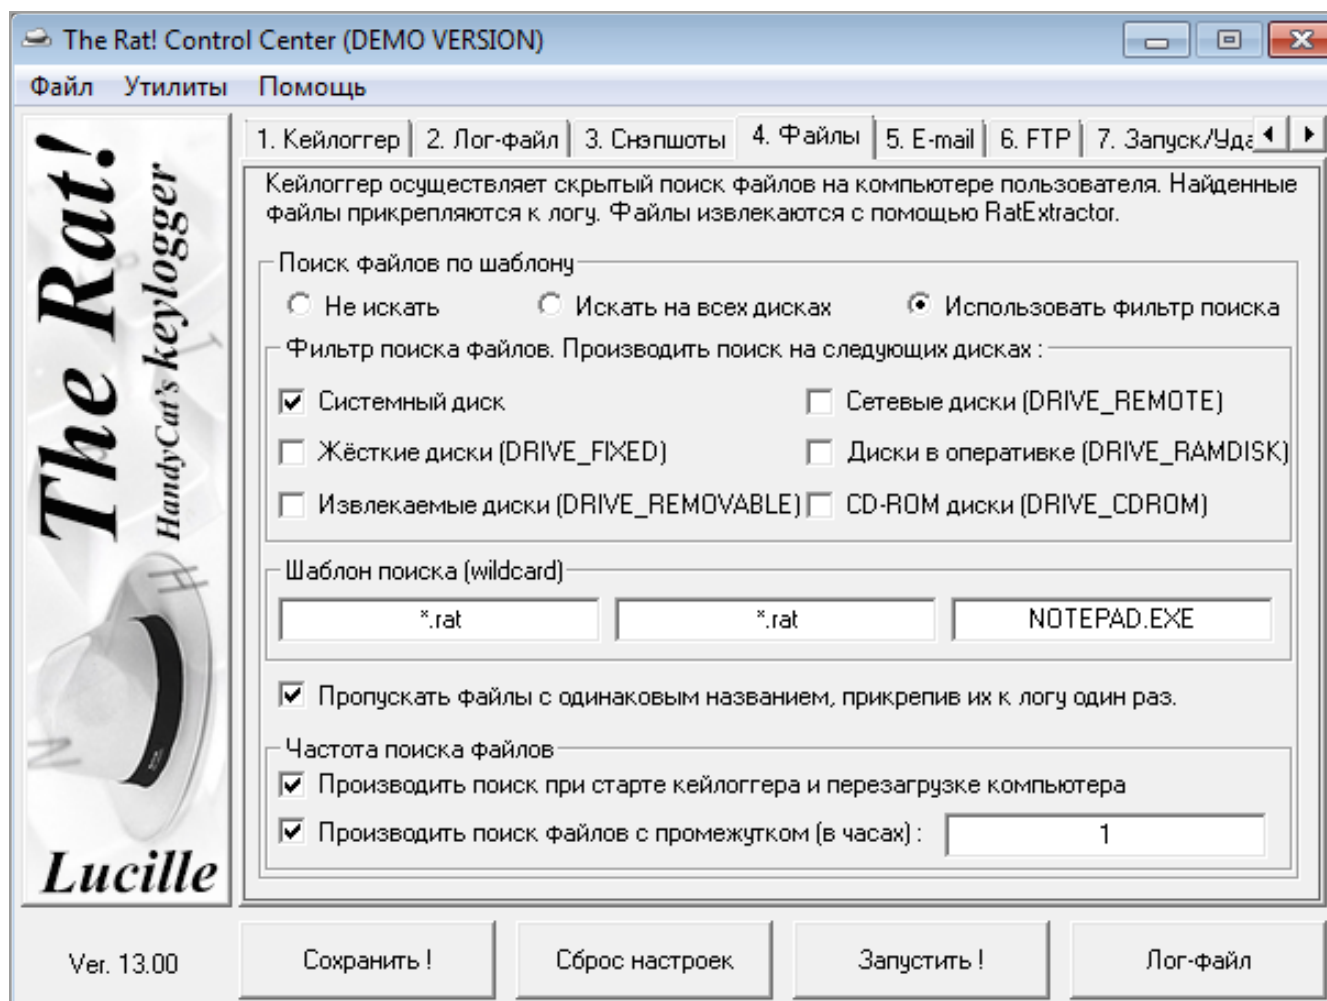 The Rat! Control Center (DEMO VERSION)
Файл Утилиты Помощь
The Rat!
HandyCat's keylogger
Lucille
1. Кейлоггер 2. Лог-файл 3. Снэпшоты 4. Файлы 5. E-mail 6. FTP 7. Запуск/Уда
Кейлоггер осуществляет скрытый поиск файлов на компьютере пользователя. Найденные
файлы прикрепляются к логу. Файлы извлекаются с помощью RatExtractor.
Поиск файлов по шаблону
Не искать Искать на всех дисках Использовать фильтр поиска
Фильтр поиска файлов. Производить поиск на следующих дисках :
Системный диск Сетевые диски (DRIVE_REMOTE)
Жёсткие диски (DRIVE_FIXED) Диски в оперативке (DRIVE_RAMDISK)
Извлекаемые диски (DRIVE_REMOVABLE) CD-ROM диски (DRIVE_CDROM)
Шаблон поиска (wildcard)
*.rat *.rat NOTEPAD.EXE
Пропускать файлы с одинаковым названием, прикрепив их к логу один раз.
Частота поиска файлов
Производить поиск при старте кейлоггера и перезагрузке компьютера
Производить поиск файлов с промежутком (в часах) : 1
Ver. 13.00 Сохранить ! Сброс настроек Запустить ! Лог-файл